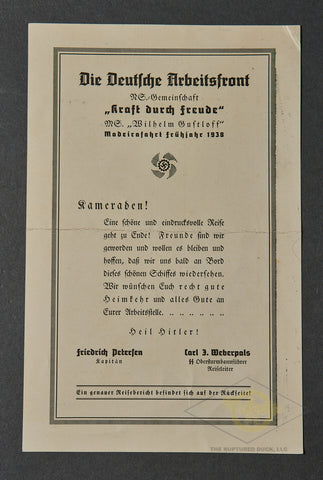 Die Deutsche Arbeitsfront
NS.-Gemeinschaft
„Kraft durch Freude“
MS. „Wilhelm Gustloff“
Madeirafahrt Frühjahr 1938
Kameraden!
Eine schöne und eindrucksvolle Reise
geht zu Ende! Freunde sind wir
geworden und wollen es bleiben und
hoffen, daß wir uns bald an Bord
dieses schönen Schiffes wiedersehen.
Wir wünschen Euch recht gute
Heimkehr und alles Gute an
Eurer Arbeitsstelle. . . . . . .
Heil Hitler!
Friedrich Petersen
Kapitän
Carl J. Weberpals
SS Obersturmbannführer
Reiseleiter
Ein genauer Reisebericht befindet sich auf der Rückseite!
THE RUPTURED DUCK, LLC